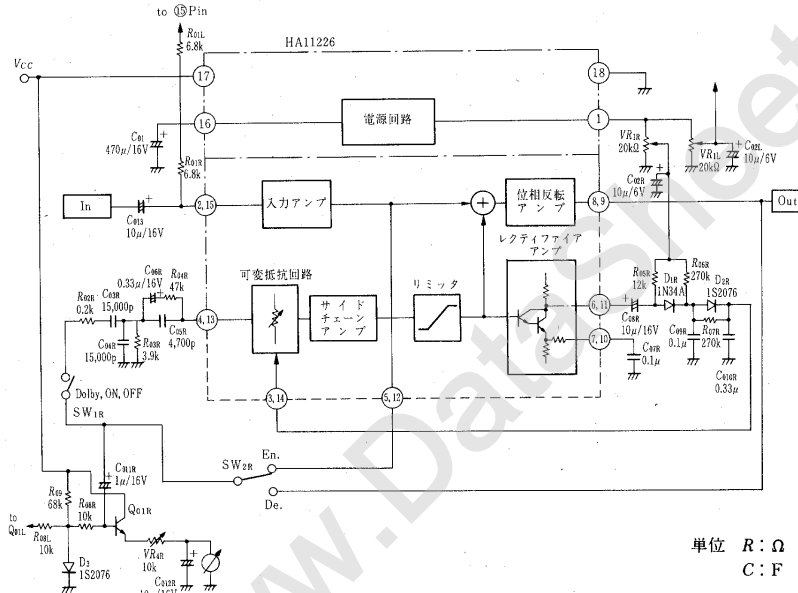 to ⑮Pin
R01L
6.8k
HA11226
VCC
17
18
16
電源回路
1
C01
470μ/16V
VR1R
20kΩ
VR1L
20kΩ
C02L
10μ/6V
R01R
6.8k
C02R
10μ/6V
In
C013
10μ/16V
2,15
入力アンプ
位相反転
アンプ
8,9
Out
レクティファイア
アンプ
可変抵抗回路
リミッタ
サイド
チェーン
アンプ
C06R
0.33μ/16V
R04R
47k
R02R
0.2k
C03R
15,000p
4,13
C05R
4,700p
C04R
15,000p
R03R
3.9k
6,11
7,10
R05R
12k
D1R
1N34A
R06R
270k
D2R
1S2076
C08R
10μ/16V
C07R
0.1μ
C09R
0.1μ
R07R
270k
C010R
0.33μ
3,14
5,12
Dolby, ON, OFF
SW1R
SW2R
En.
De.
C011R
1μ/16V
R09
68k
R08R
10k
Q01R
to
Q01L
R08L
10k
D3
1S2076
VR4R
10k
C012R
単位 R:Ω
C:F
www.DataSheet